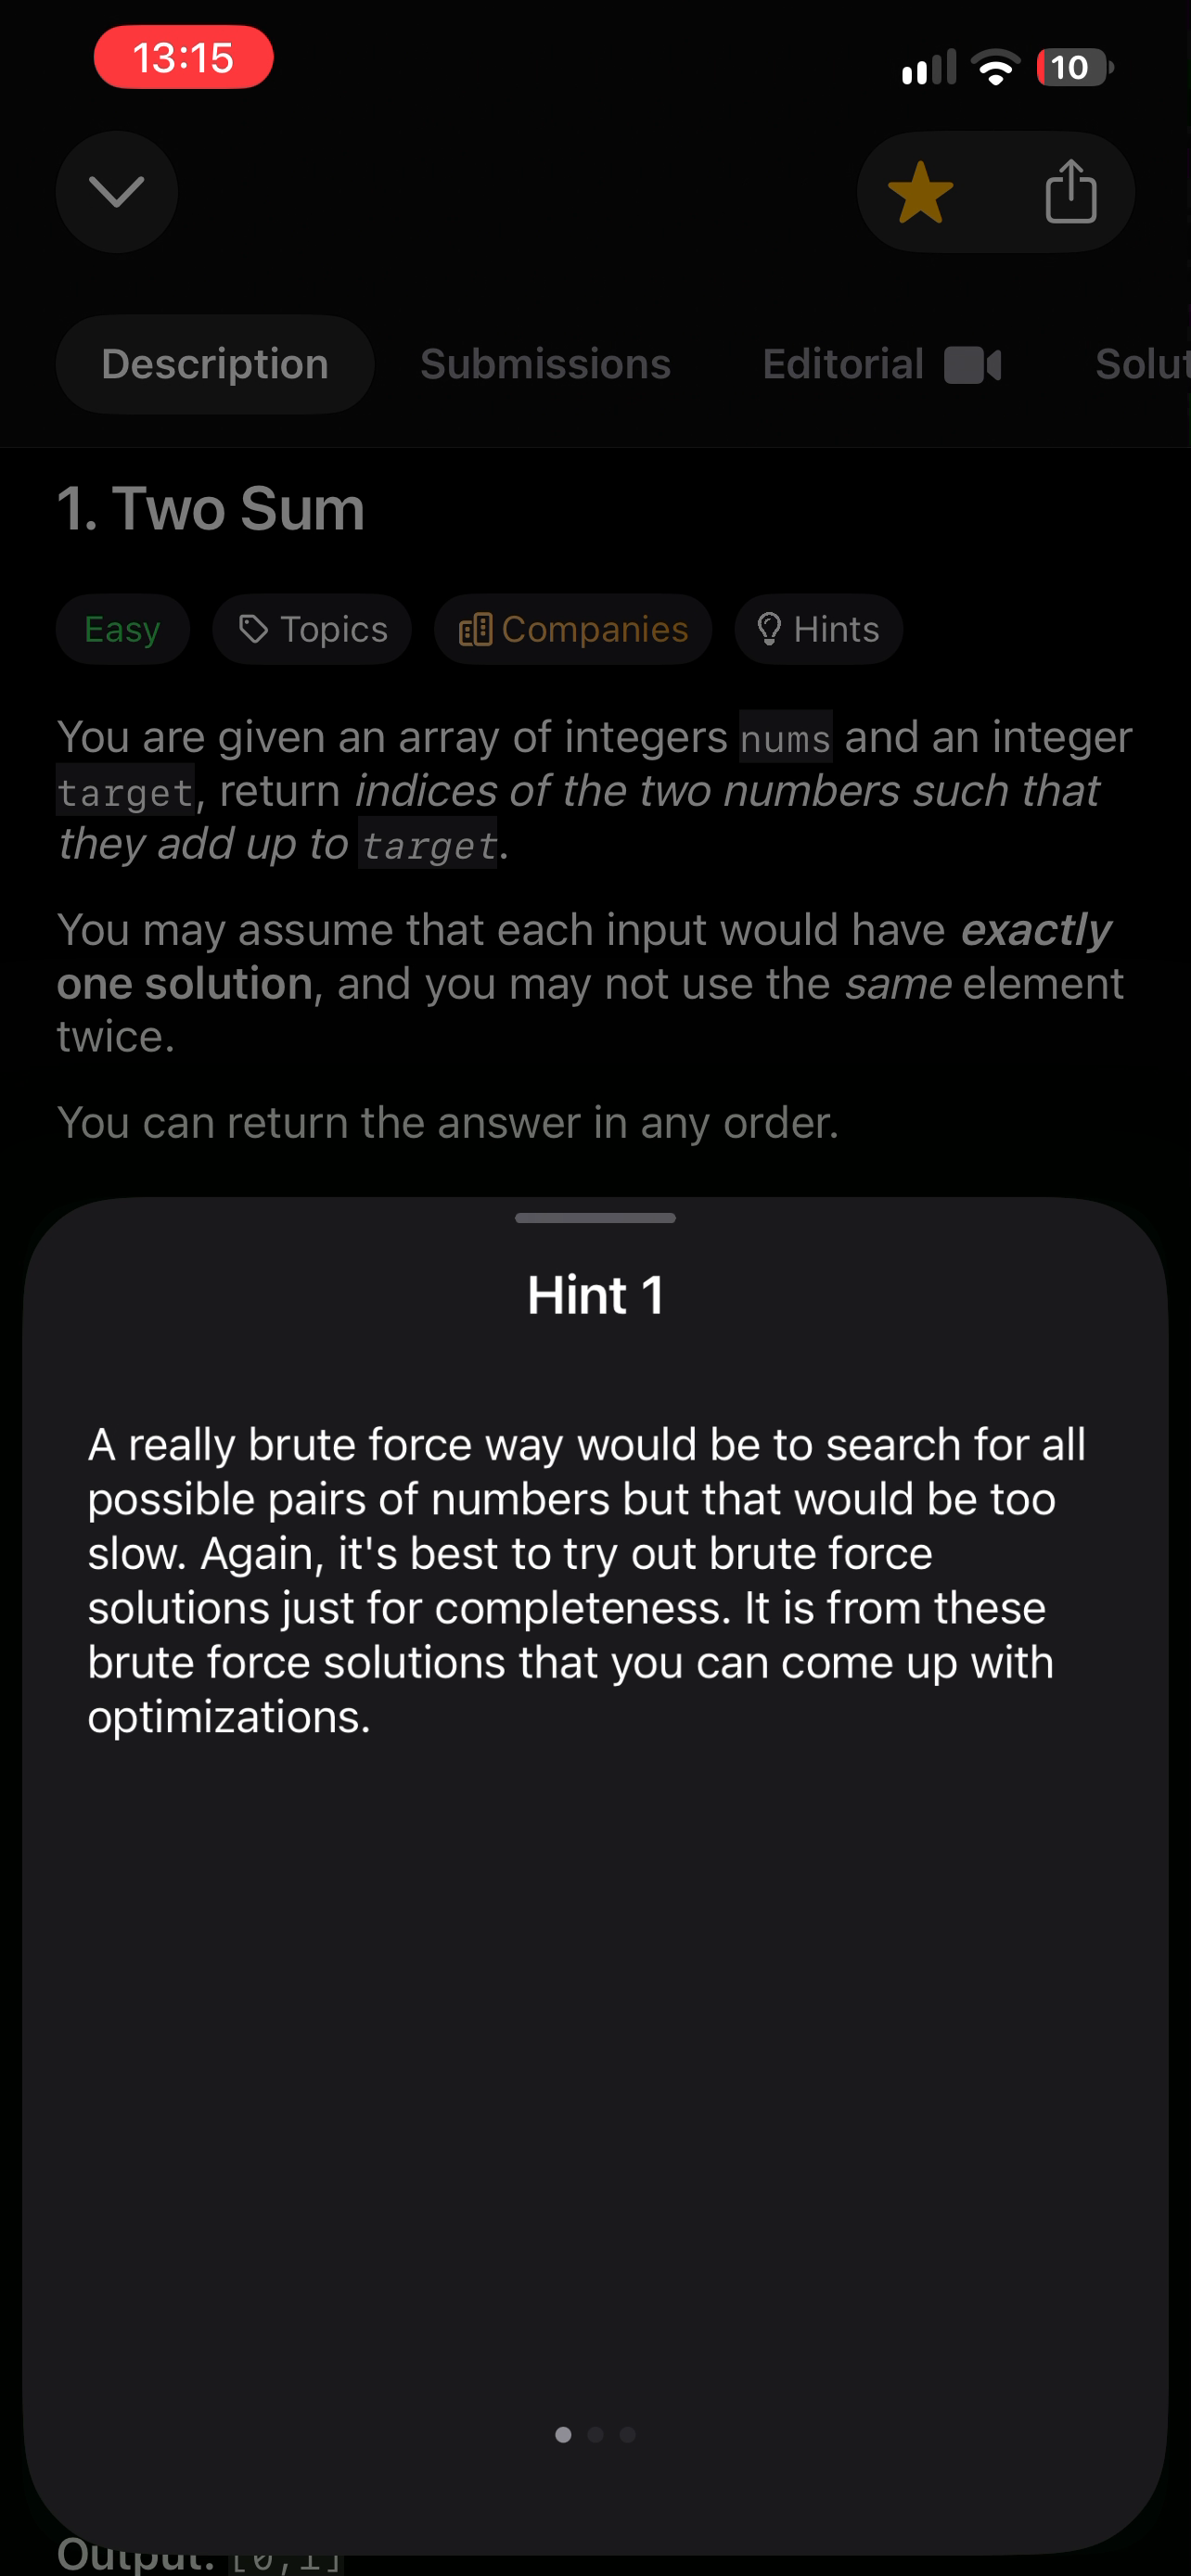 13:15
10
Description Submissions Editorial Solut
1. Two Sum
Easy Topics Companies Hints
You are given an array of integers nums and an integer
target, return indices of the two numbers such that
they add up to target.
You may assume that each input would have exactly
one solution, and you may not use the same element
twice.
You can return the answer in any order.
Hint 1
A really brute force way would be to search for all
possible pairs of numbers but that would be too
slow. Again, it's best to try out brute force
solutions just for completeness. It is from these
brute force solutions that you can come up with
optimizations.
Output: [0,1]